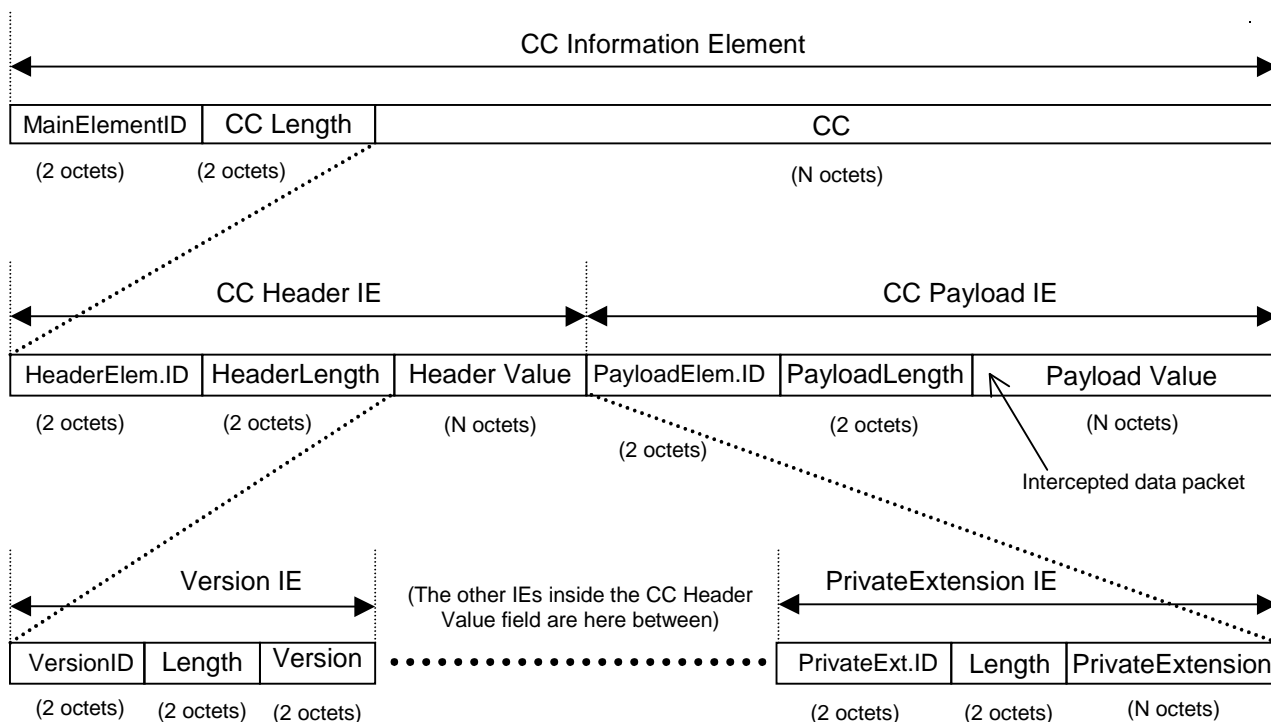 CC Information Element
MainElementID CC Length CC
(2 octets) (2 octets) (N octets)
CC Header IE CC Payload IE
HeaderElem.ID HeaderLength Header Value PayloadElem.ID PayloadLength Payload Value
(2 octets) (2 octets) (N octets) (2 octets) (2 octets) (N octets)
Intercepted data packet
Version IE (The other IEs inside the CC Header PrivateExtension IE
Value field are here between)
VersionID Length Version PrivateExt.ID Length PrivateExtension
(2 octets) (2 octets) (2 octets) (2 octets) (2 octets) (N octets)